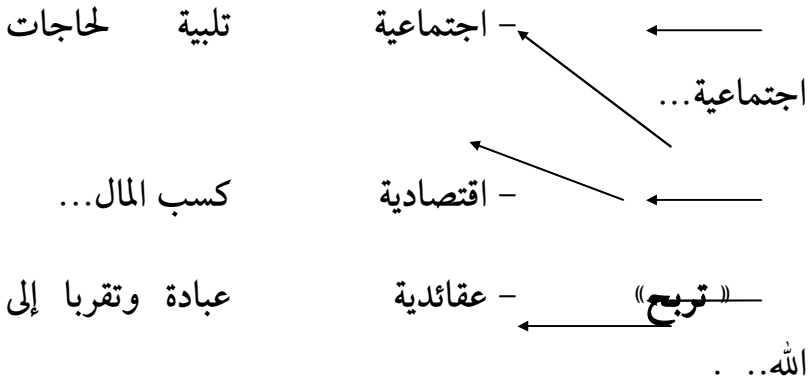 – اجتماعية تلبية لحاجات
اجتماعية...
– اقتصادية كسب المال...
« تربح » – عقائدية عبادة وتقربا إلى
الله.. .